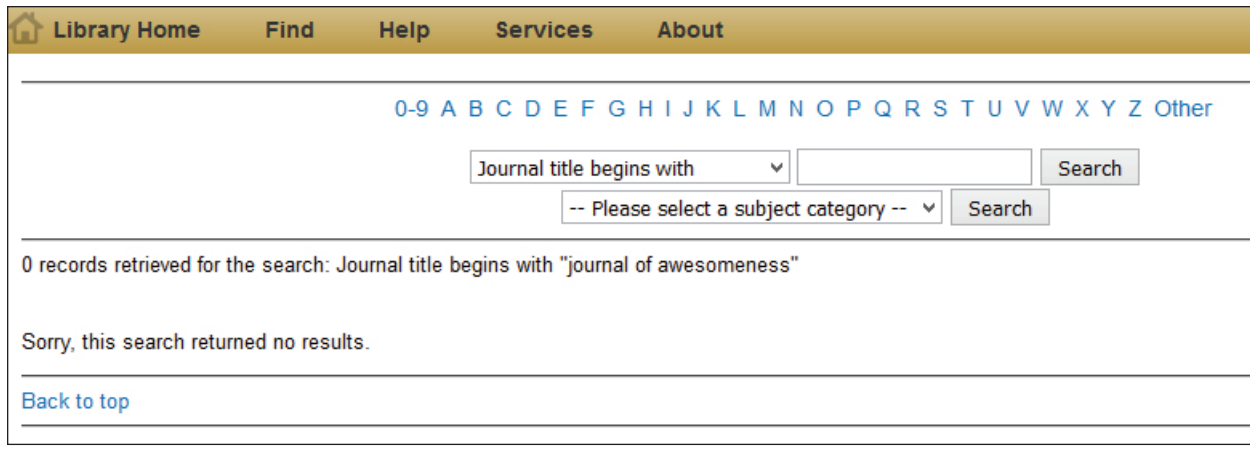 Library Home Find Help Services About
0-9 A B C D E F G H I J K L M N O P Q R S T U V W X Y Z Other
Journal title begins with Search
-- Please select a subject category -- Search
0 records retrieved for the search: Journal title begins with "journal of awesomeness"
Sorry, this search returned no results.
Back to top